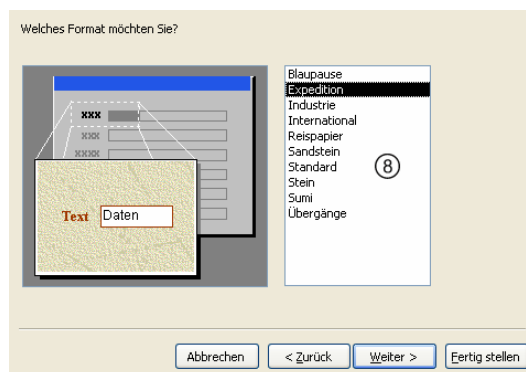 Welches Format möchten Sie?
xxx
xxx
xxxx
Text Daten
Blaupause
Expedition
Industrie
International
Reispapier
Sandstein
Standard
Stein
Sumi
Übergänge
8
Abbrechen < Zurück Weiter > Fertig stellen